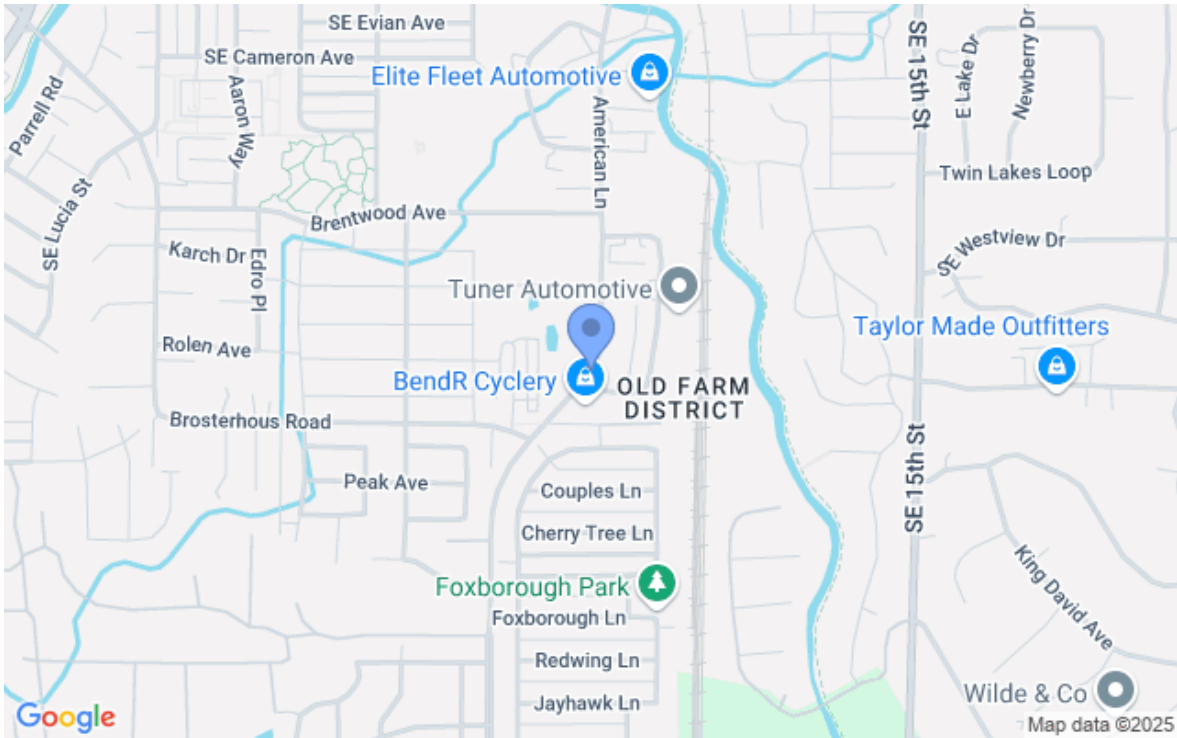 SE Evian Ave
SE Cameron Ave
Parrell Rd
Aaron Way
Elite Fleet Automotive
American Ln
SE 15th St
E Lake Dr
Newberry Dr
Twin Lakes Loop
SE Lucia St
Brentwood Ave
Karch Dr
Edro Pl
SE Westview Dr
Tuner Automotive
Rolen Ave
Taylor Made Outfitters
BendR Cyclery
OLD FARM
DISTRICT
Brosterhous Road
SE 15th St
Peak Ave
Couples Ln
Cherry Tree Ln
Foxborough Park
King David Ave
Foxborough Ln
Redwing Ln
Wilde & Co
Jayhawk Ln
Google
Map data ©2025